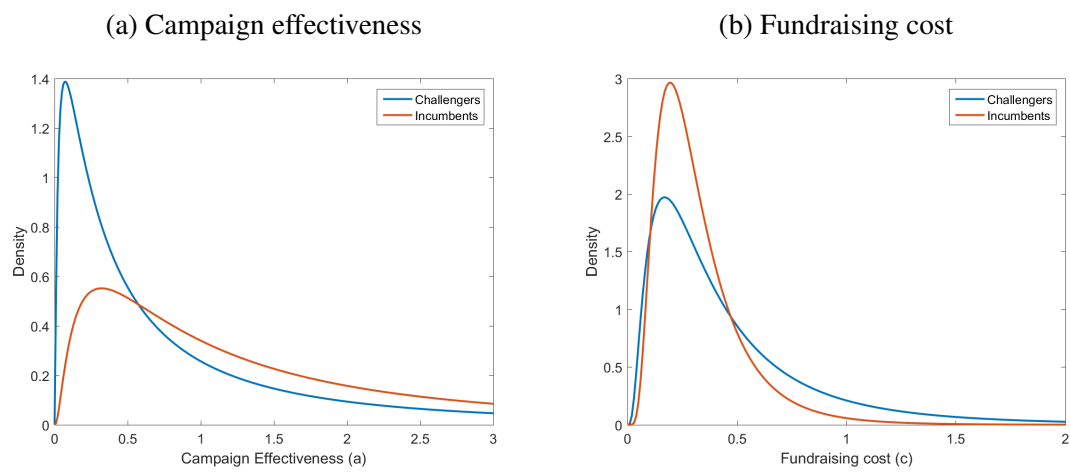 (a) Campaign effectiveness
1.4
1.2
1
0.8
0.6
0.4
0.2
0
Density
Challengers
Incumbents
0 0.5 1 1.5 2 2.5 3
Campaign Effectiveness (a)
(b) Fundraising cost
3
2.5
2
1.5
1
0.5
0
Density
Challengers
Incumbents
0 0.5 1 1.5 2
Fundraising cost (c)